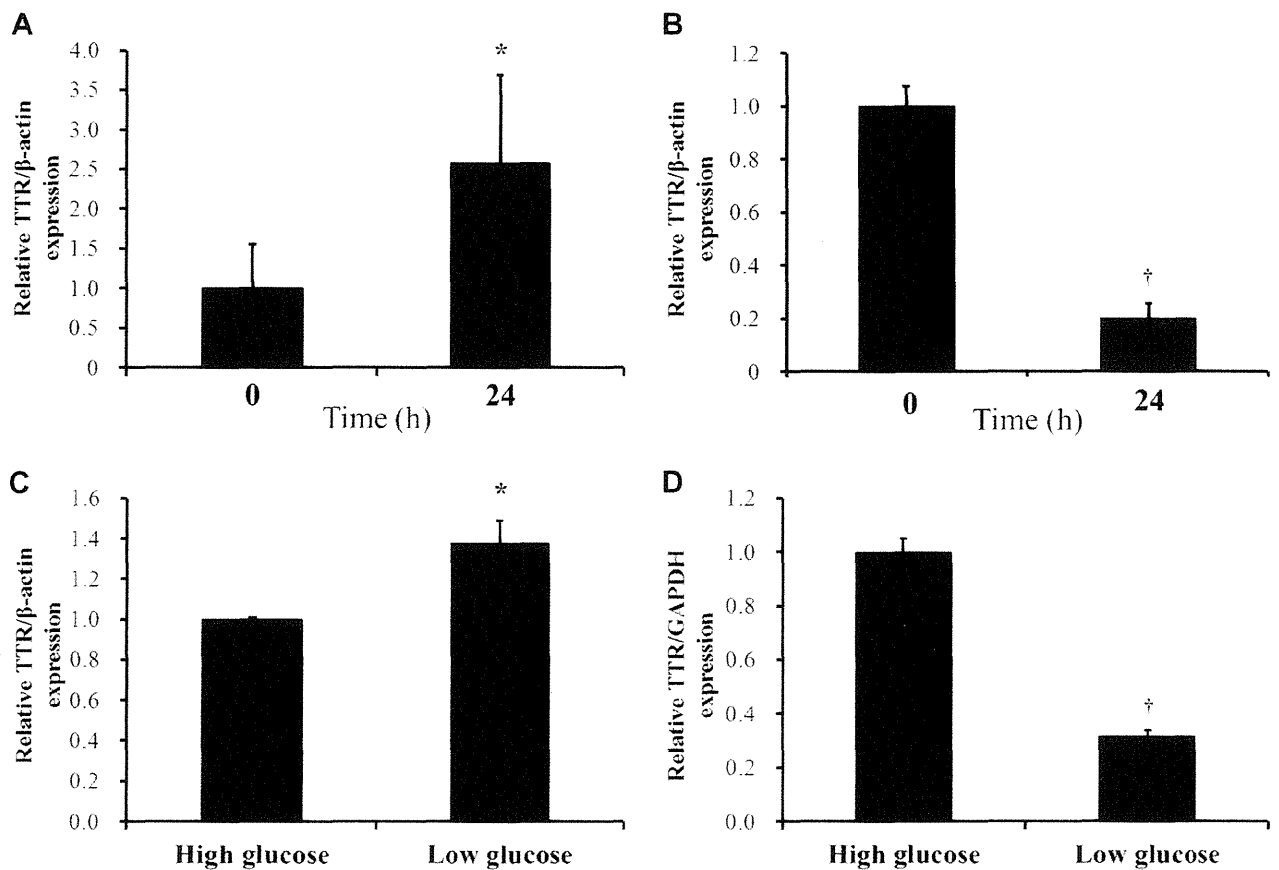 A
Relative TTR/β-actin
expression
4.0
3.5
3.0
2.5
2.0
1.5
1.0
0.5
0
*
0
24
Time (h)
B
Relative TTR/β-actin
expression
1.2
1.0
0.8
0.6
0.4
0.2
0
†
0
24
Time (h)
C
Relative TTR/β-actin
expression
1.6
1.4
1.2
1.0
0.8
0.6
0.4
0.2
0.0
*
High glucose
Low glucose
D
Relative TTR/GAPDH
expression
1.2
1.0
0.8
0.6
0.4
0.2
0.0
†
High glucose
Low glucose